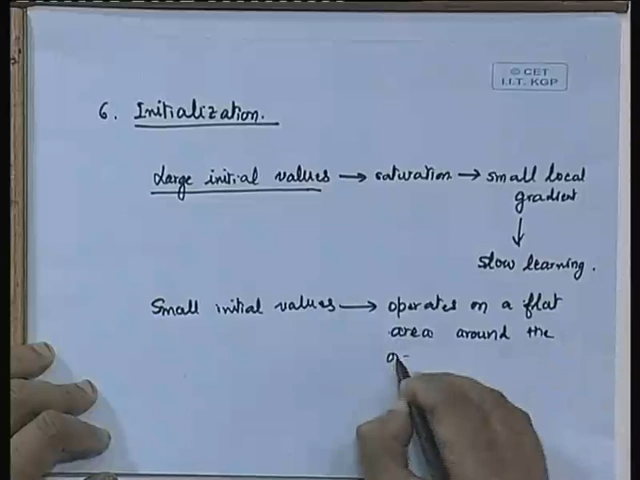 © CET
I.I.T. KGP
6. Initialization.
Large initial values → saturation → small local
gradient
↓
slow learning.
Small initial values → operates on a flat
area around the